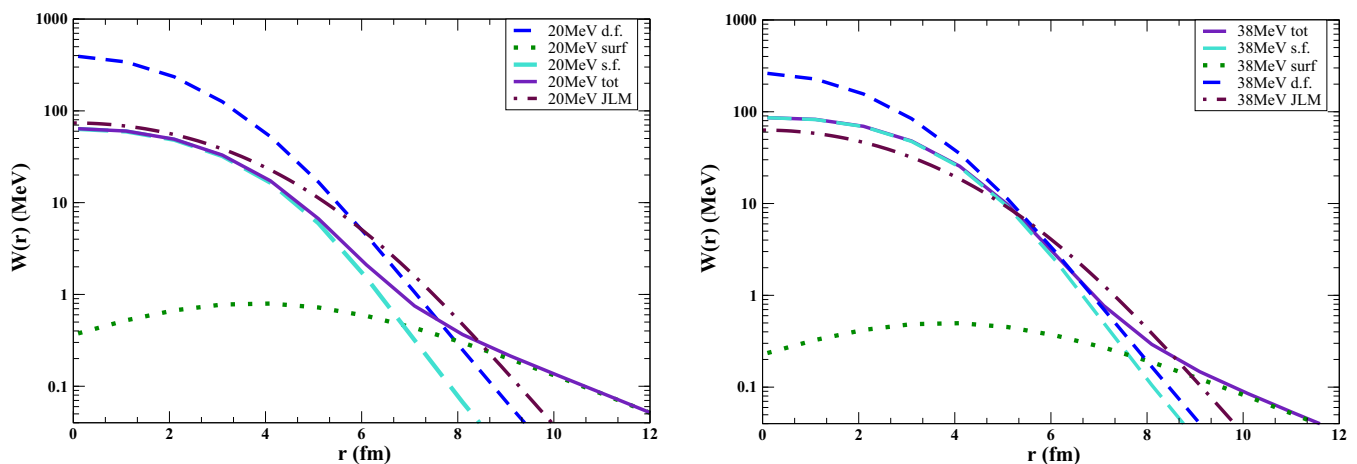 1000
100
10
1
0.1
W(r) (MeV)
0 2 4 6 8 10 12
r (fm)
20MeV d.f.
20MeV surf
20MeV s.f.
20MeV tot
20MeV JLM
1000
100
10
1
0.1
W(r) (MeV)
0 2 4 6 8 10 12
r (fm)
38MeV tot
38MeV s.f.
38MeV surf
38MeV d.f.
38MeV JLM